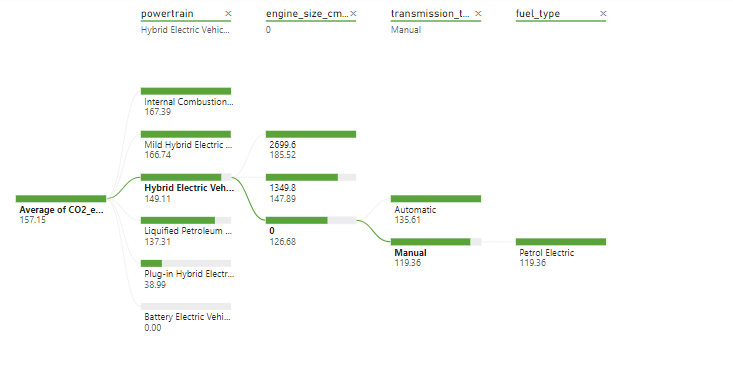 powertrain ×
Hybrid Electric Vehic...
engine_size_cm... ×
0
transmission_t... ×
Manual
fuel_type ×
Average of CO2_e...
157.15
Internal Combustion...
167.39
Mild Hybrid Electric ...
166.74
Hybrid Electric Veh...
149.11
Liquified Petroleum ...
137.31
Plug-in Hybrid Electr...
38.99
Battery Electric Vehi...
0.00
2699.6
185.52
1349.8
147.89
0
126.68
Automatic
135.61
Manual
119.36
Petrol Electric
119.36